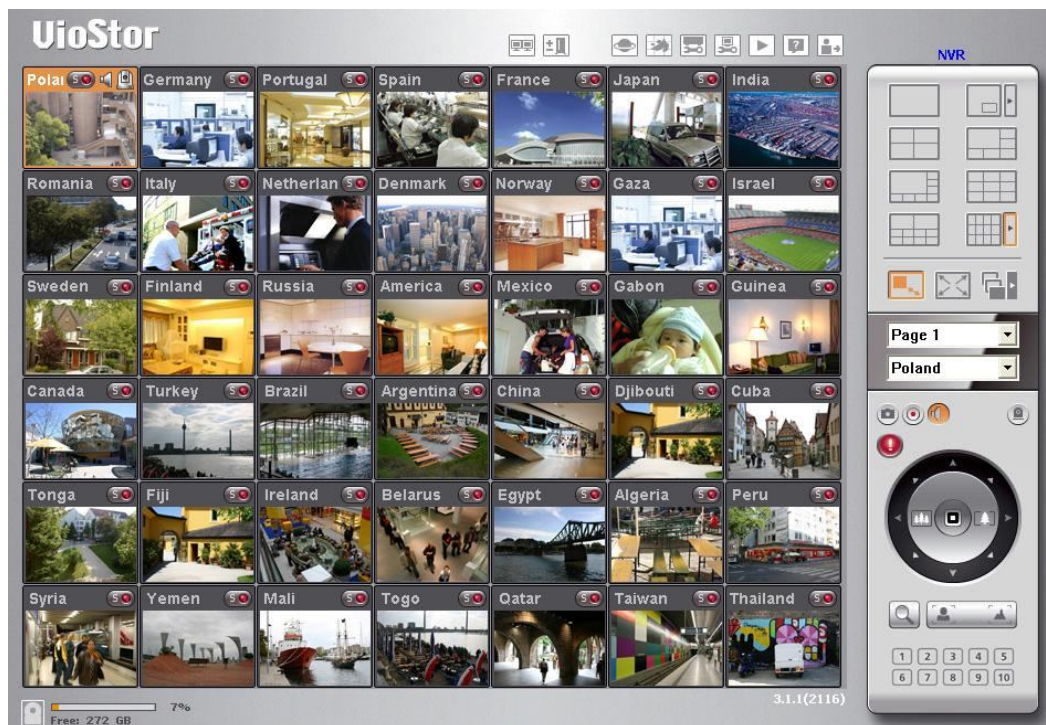 VioStor
NVR
Polan
Germany
Portugal
Spain
France
Japan
India
Romania
Italy
Netherlan
Denmark
Norway
Gaza
Israel
Sweden
Finland
Russia
America
Mexico
Gabon
Guinea
Canada
Turkey
Brazil
Argentina
China
Djibouti
Cuba
Tonga
Fiji
Ireland
Belarus
Egypt
Algeria
Peru
Syria
Yemen
Mali
Togo
Qatar
Taiwan
Thailand
Page 1
Poland
1 2 3 4 5
6 7 8 9 10
3.1.1(2116)
7%
Free: 272 GB